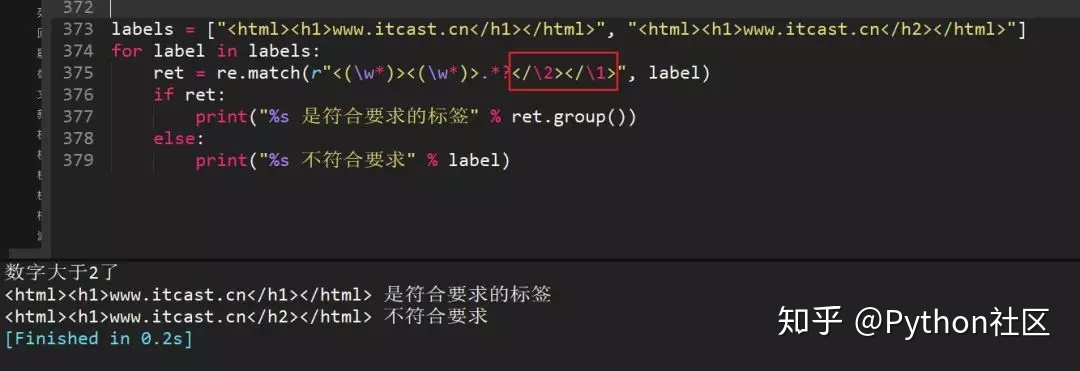 372
373 labels = ["<html><h1>www.itcast.cn</h1></html>", "<html><h1>www.itcast.cn</h2></html>"]
374 for label in labels:
375     ret = re.match(r"<(\w*)><(\w*)>.*?</\2></\1>", label)
376     if ret:
377         print("%s 是符合要求的标签" % ret.group())
378     else:
379         print("%s 不符合要求" % label)
数字大于2了
<html><h1>www.itcast.cn</h1></html> 是符合要求的标签
<html><h1>www.itcast.cn</h2></html> 不符合要求
[Finished in 0.2s]
知乎 @Python社区